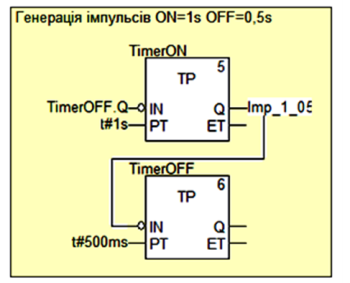 Генерація імпульсів ON=1s OFF=0,5s
TimerON
5
TP
TimerOFF.Q IN Q Imp_1_05
t#1s PT ET
TimerOFF
6
TP
IN Q
t#500ms PT ET